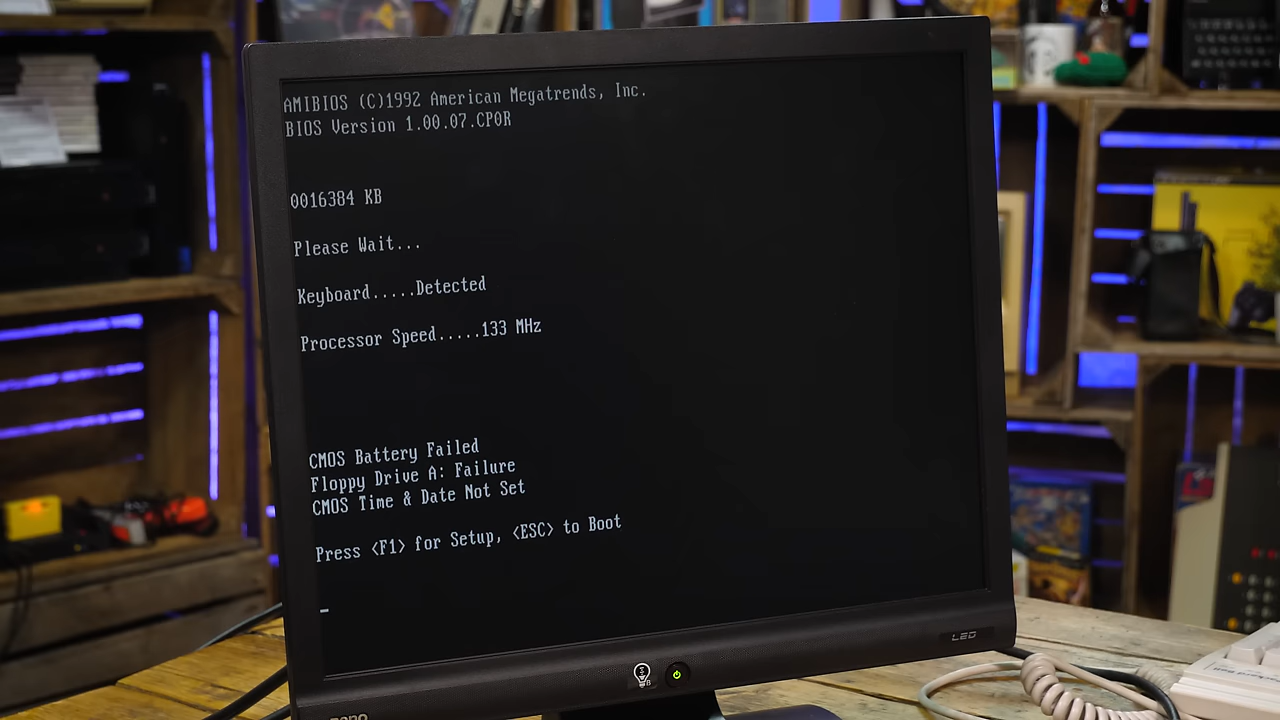 AMIBIOS (C)1992 American Megatrends, Inc.
BIOS Version 1.00.07.CP0R
0016384 KB
Please Wait...
Keyboard.....Detected
Processor Speed.....133 MHz
CMOS Battery Failed
Floppy Drive A: Failure
CMOS Time & Date Not Set
Press <F1> for Setup, <ESC> to Boot
LED